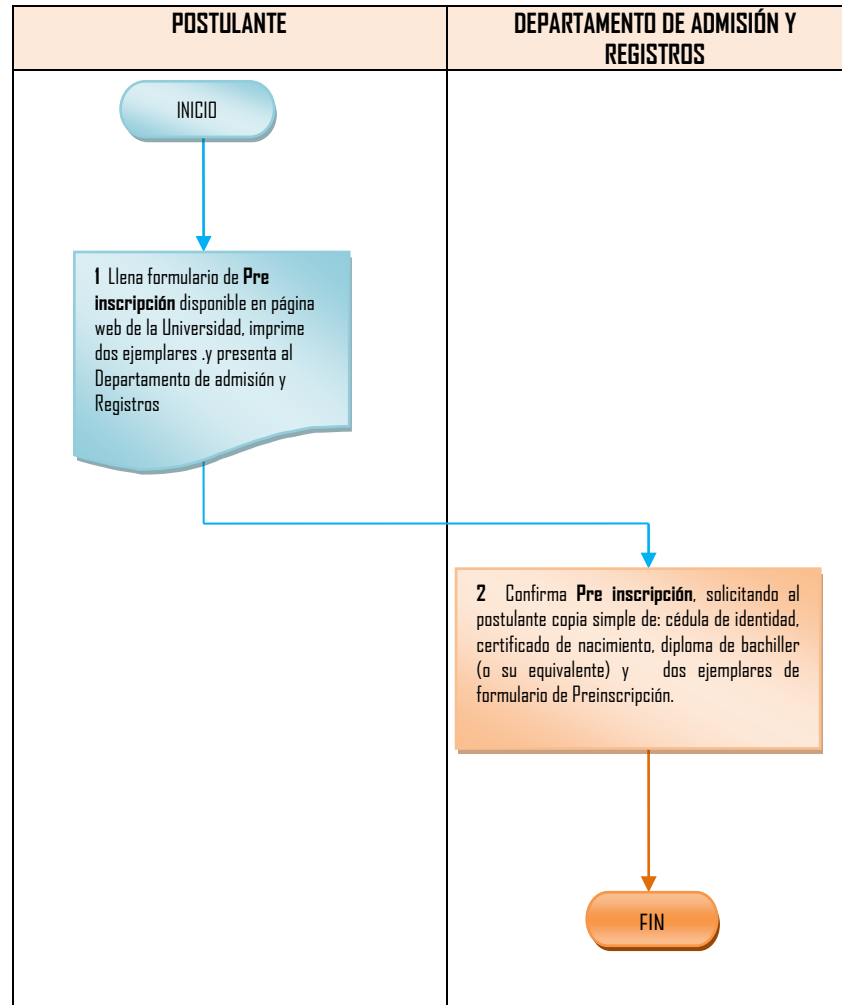 POSTULANTE
DEPARTAMENTO DE ADMISIÓN Y
REGISTROS
INICIO
1 Llena formulario de Pre
inscripción disponible en página
web de la Universidad, imprime
dos ejemplares .y presenta al
Departamento de admisión y
Registros
2 Confirma Pre inscripción, solicitando al
postulante copia simple de: cédula de identidad,
certificado de nacimiento, diploma de bachiller
(o su equivalente) y dos ejemplares de
formulario de Preinscripción.
FIN